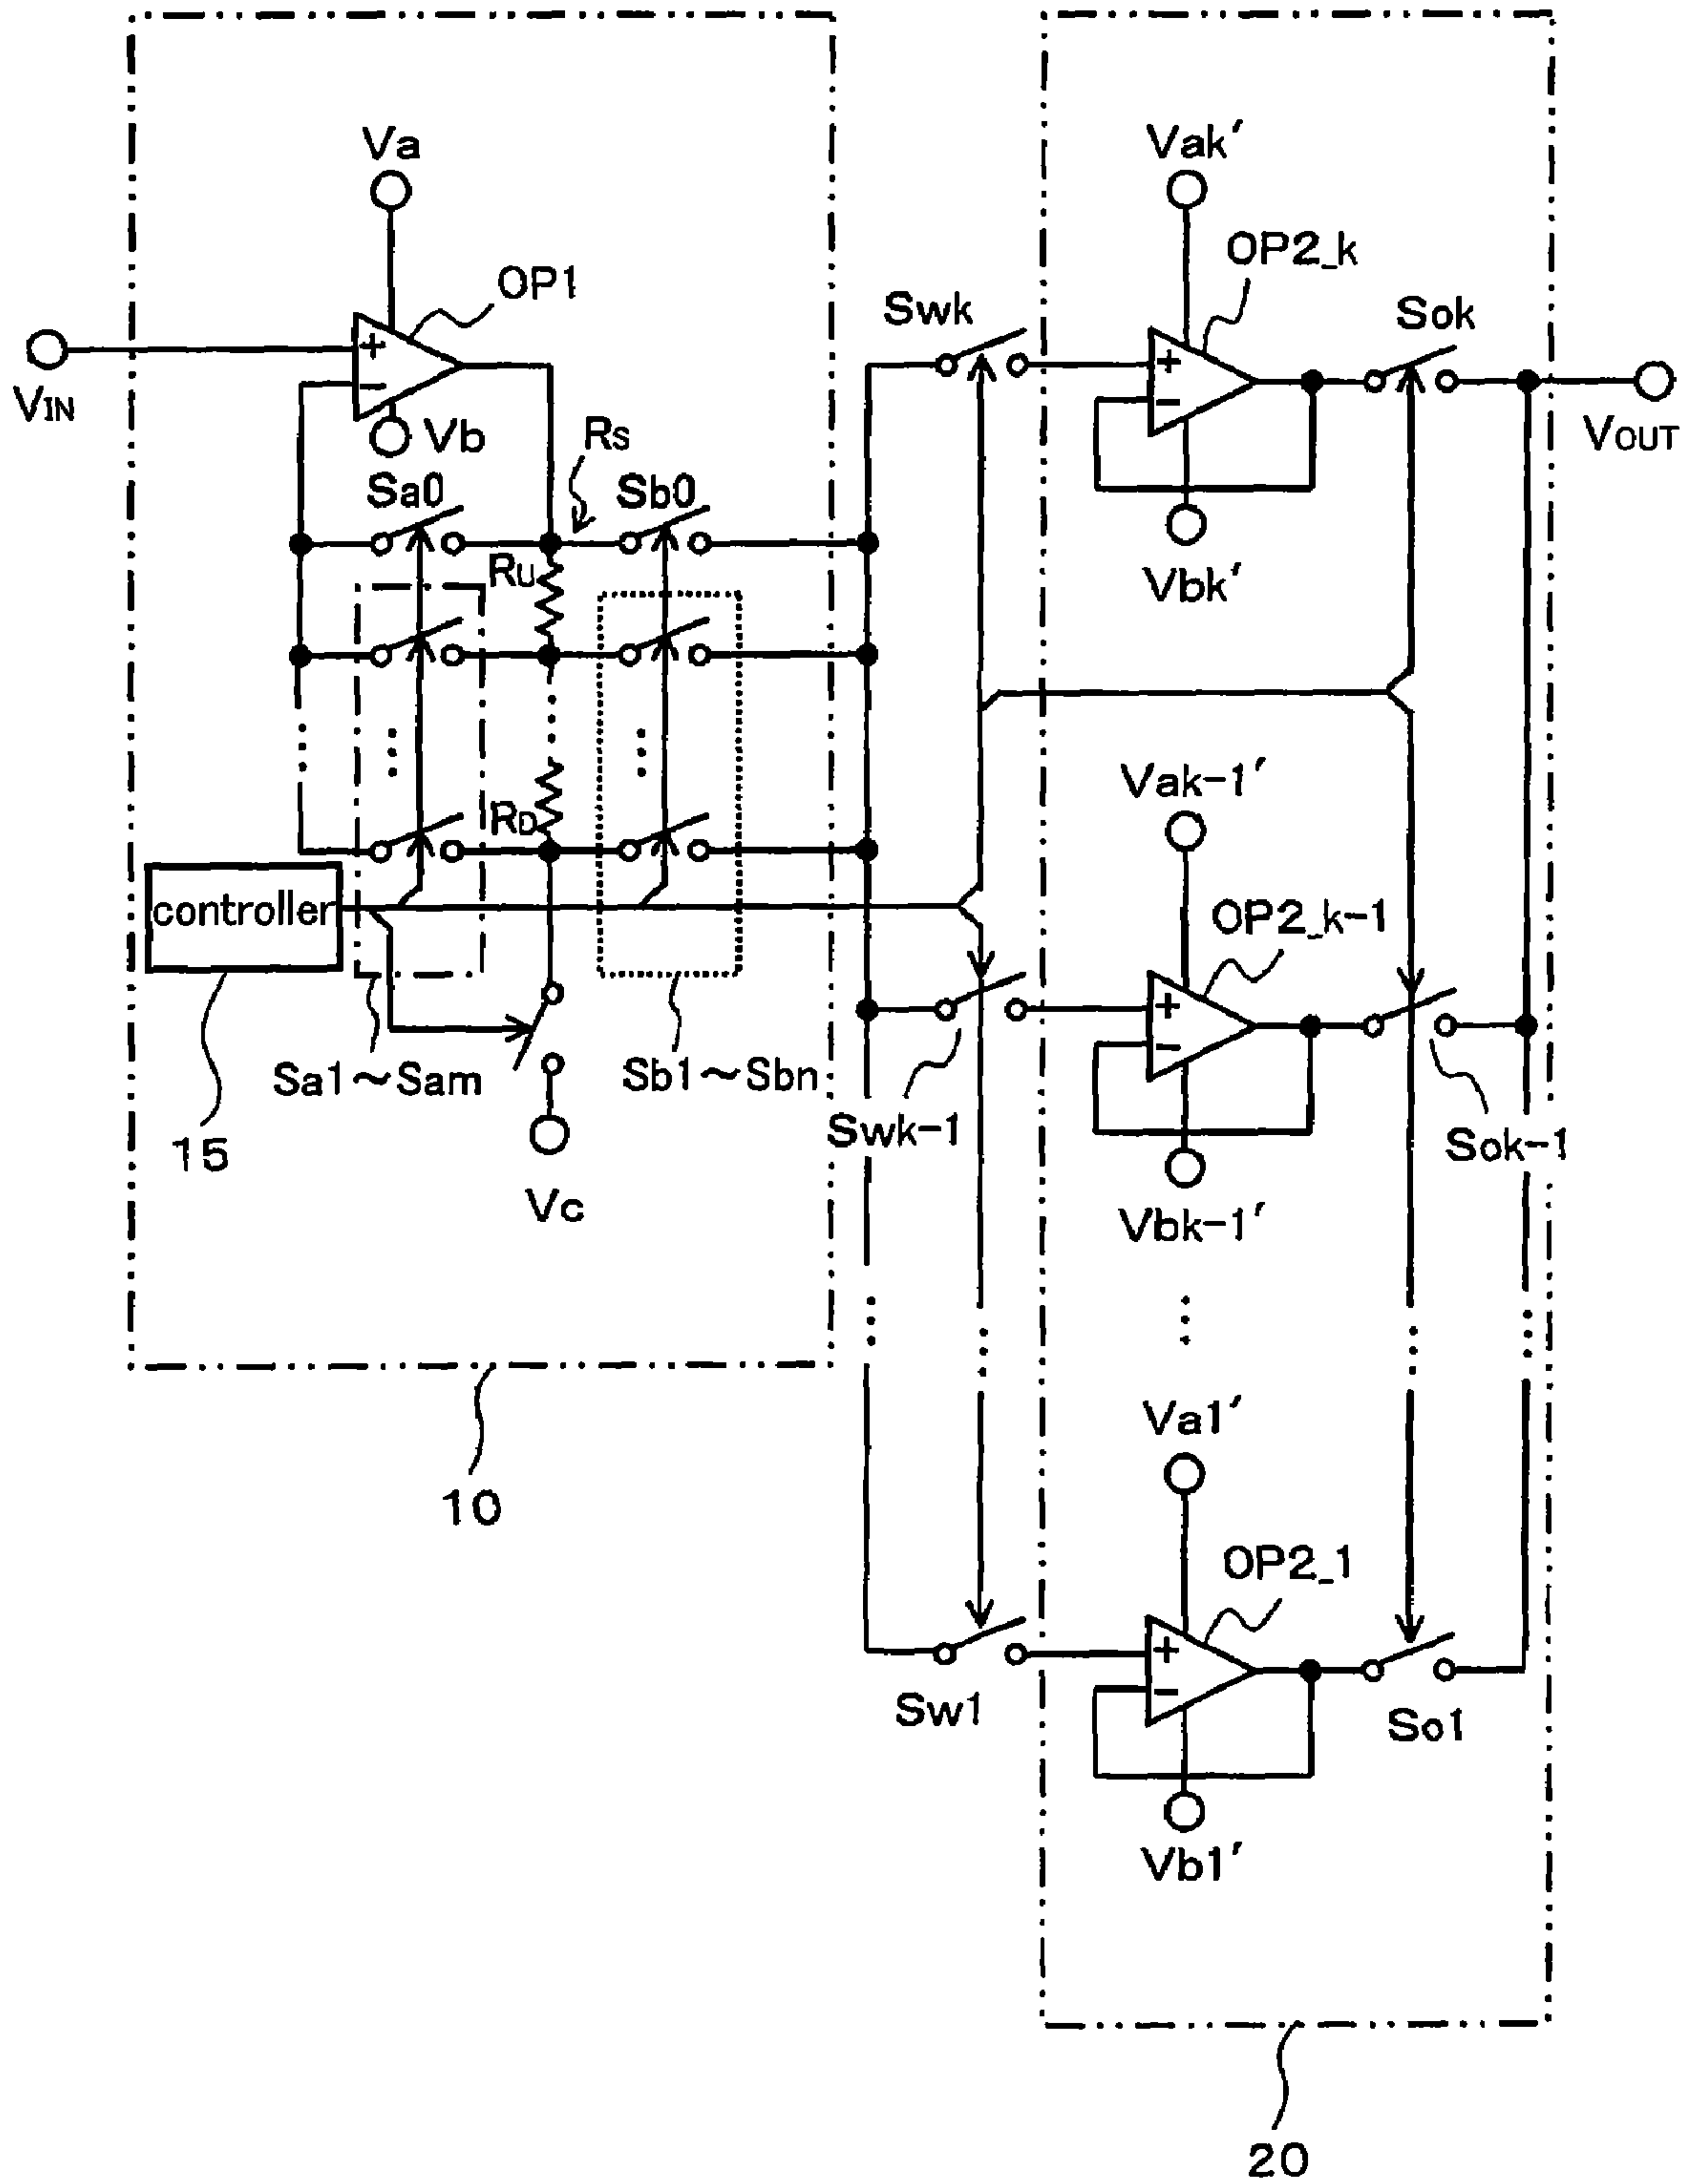 Va
Vak′
OP1
OP2_k
VIN
+
−
Vb
Swk
+
−
Sok
VOUT
Rs
Sa0
Sb0
Vbk′
RU
Vak-1′
RD
controller
OP2_k-1
+
−
Sa1～Sam
Sb1～Sbn
Swk-1
Sok-1
15
Vc
Vbk-1′
Va1′
10
OP2_1
+
−
Sw1
So1
Vb1′
20